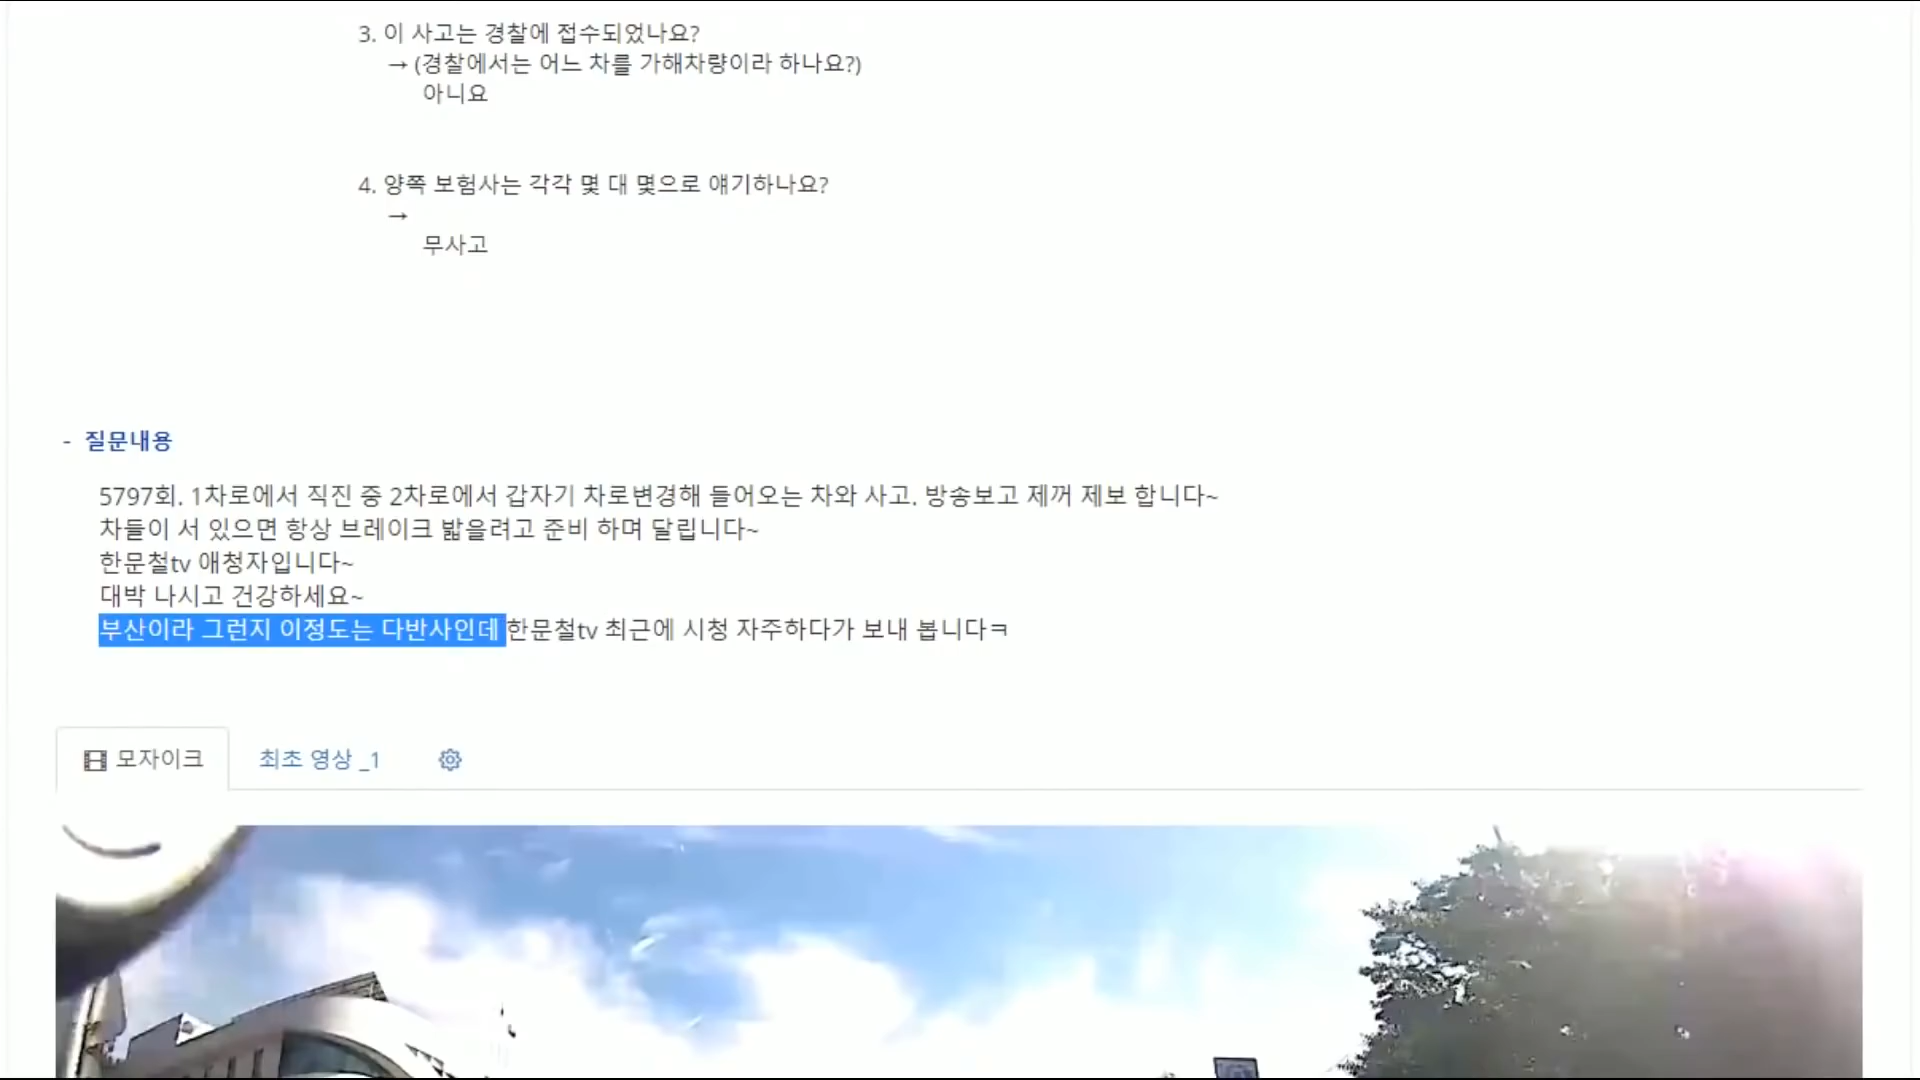 3. 이 사고는 경찰에 접수되었나요?
→ (경찰에서는 어느 차를 가해차량이라 하나요?)
아니요
4. 양쪽 보험사는 각각 몇 대 몇으로 얘기하나요?
→
무사고
- 질문내용
5797회. 1차로에서 직진 중 2차로에서 갑자기 차로변경해 들어오는 차와 사고. 방송보고 제꺼 제보 합니다~
차들이 서 있으면 항상 브레이크 밟을려고 준비 하며 달립니다~
한문철tv 애청자입니다~
대박 나시고 건강하세요~
부산이라 그런지 이정도는 다반사인데 한문철tv 최근에 시청 자주하다가 보내 봅니다ㅋ
모자이크 최초 영상 _1